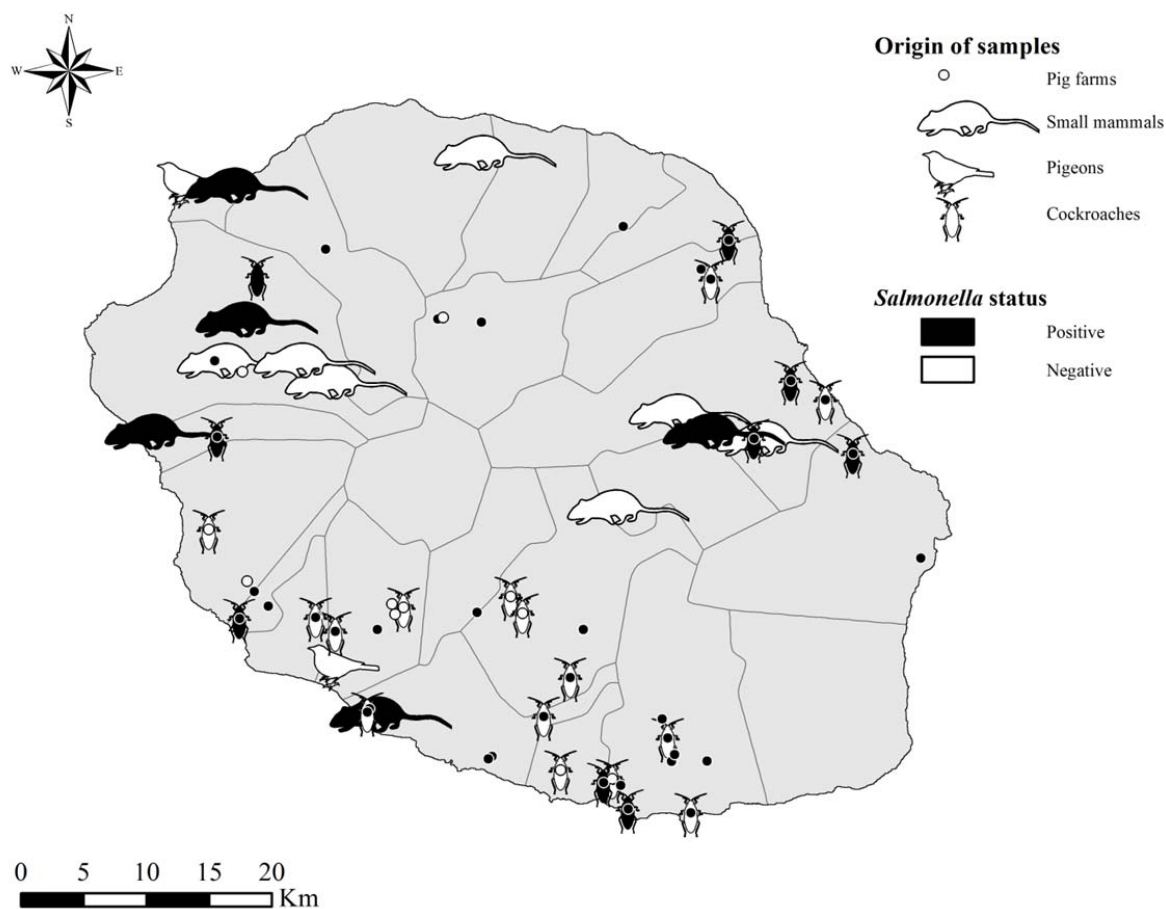 N
W
E
S
Origin of samples
Pig farms
Small mammals
Pigeons
Cockroaches
Salmonella status
Positive
Negative
0 5 10 15 20
Km